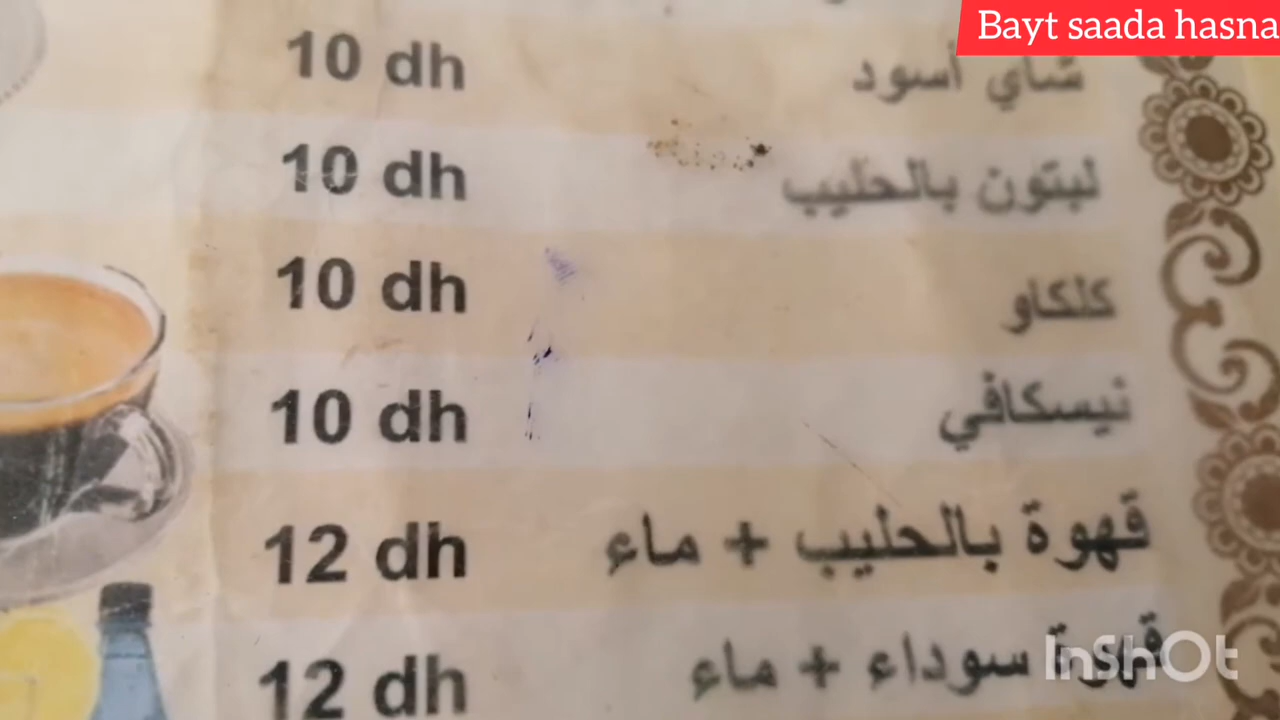 Bayt saada hasna
شاي أسود 10 dh
لبتون بالحليب 10 dh
كلكاو 10 dh
نيسكافي 10 dh
قهوة بالحليب + ماء 12 dh
قهوة سوداء + ماء 12 dh
InShOt